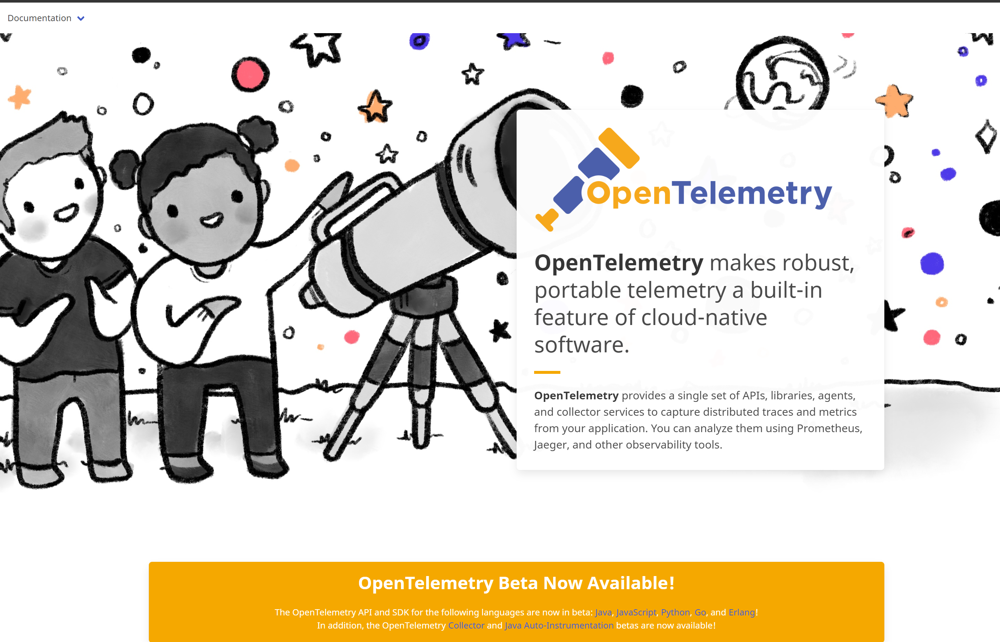 Documentation
OpenTelemetry
OpenTelemetry makes robust,
portable telemetry a built-in
feature of cloud-native
software.
OpenTelemetry provides a single set of APIs, libraries, agents,
and collector services to capture distributed traces and metrics
from your application. You can analyze them using Prometheus,
Jaeger, and other observability tools.
OpenTelemetry Beta Now Available!
The OpenTelemetry API and SDK for the following languages are now in beta: Java, JavaScript, Python, Go, and Erlang!
In addition, the OpenTelemetry Collector and Java Auto-Instrumentation betas are now available!